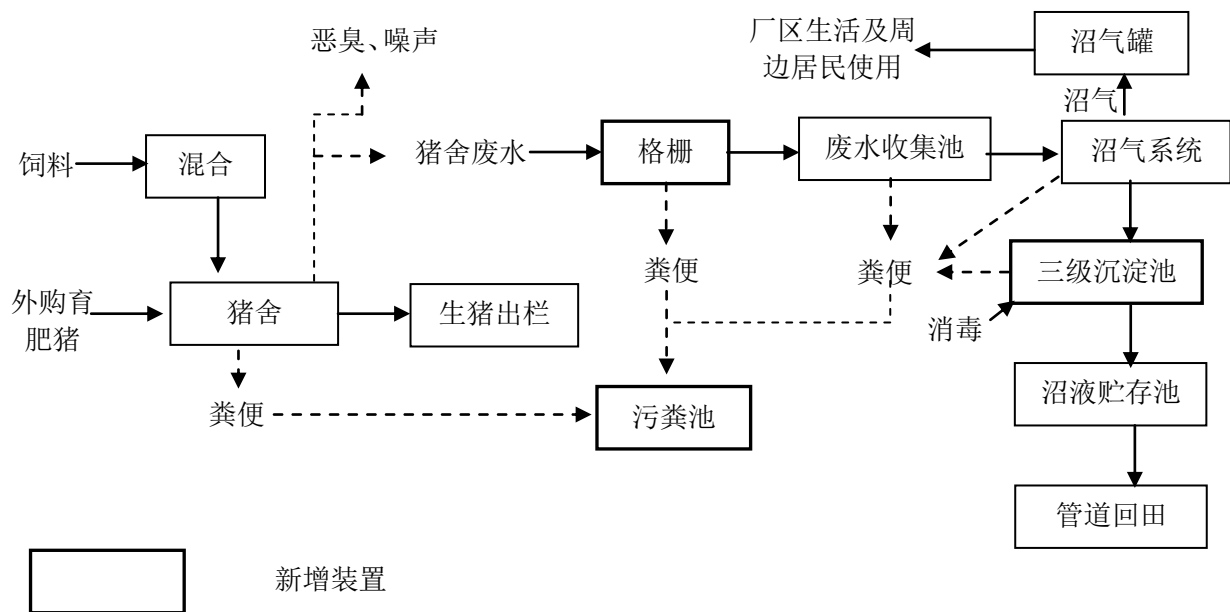 恶臭、噪声
厂区生活及周
边居民使用
沼气罐
沼气
饲料
混合
猪舍废水
格栅
废水收集池
沼气系统
粪便
粪便
三级沉淀池
外购育
肥猪
猪舍
生猪出栏
消毒
粪便
污粪池
沼液贮存池
管道回田
新增装置